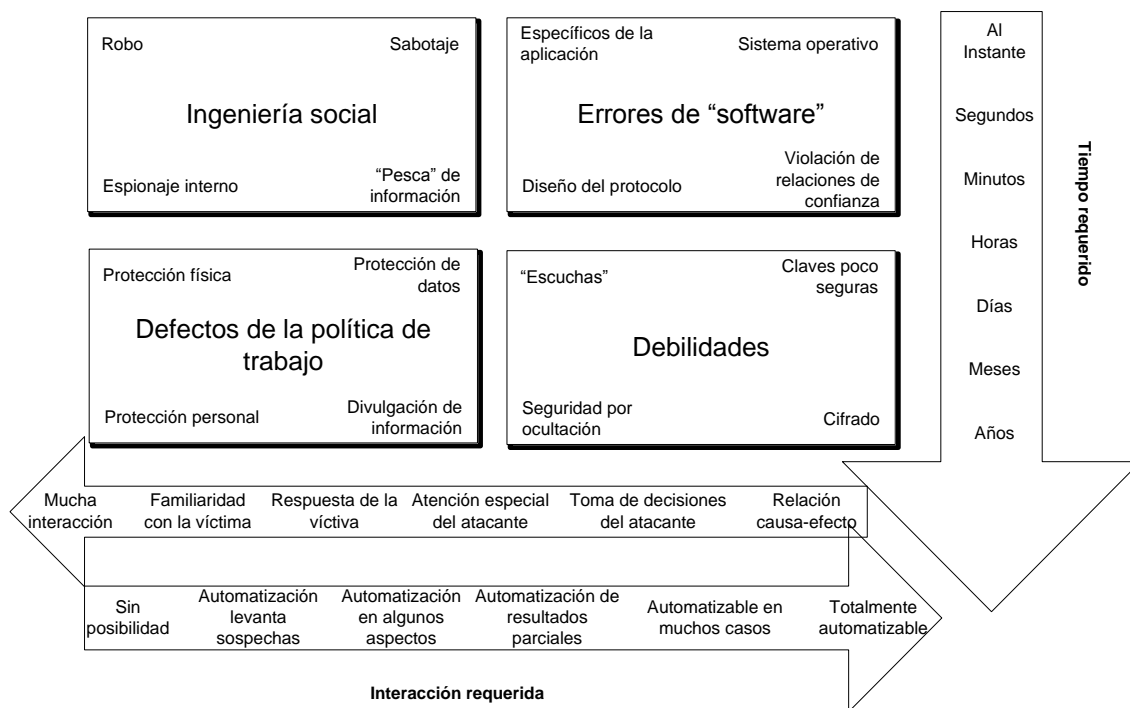 Robo
Sabotaje
Ingeniería social
Espionaje interno
“Pesca” de
información
Específicos de la
aplicación
Sistema operativo
Errores de “software”
Diseño del protocolo
Violación de
relaciones de
confianza
Protección física
Protección de
datos
Defectos de la política de
trabajo
Protección personal
Divulgación de
información
“Escuchas”
Claves poco
seguras
Debilidades
Seguridad por
ocultación
Cifrado
Al
Instante
Segundos
Minutos
Horas
Días
Meses
Años
Tiempo requerido
Mucha
interacción
Familiaridad
con la víctima
Respuesta de la
víctiva
Atención especial
del atacante
Toma de decisiones
del atacante
Relación
causa-efecto
Sin
posibilidad
Automatización
levanta
sospechas
Automatización
en algunos
aspectos
Automatización de
resultados
parciales
Automatizable en
muchos casos
Totalmente
automatizable
Interacción requerida